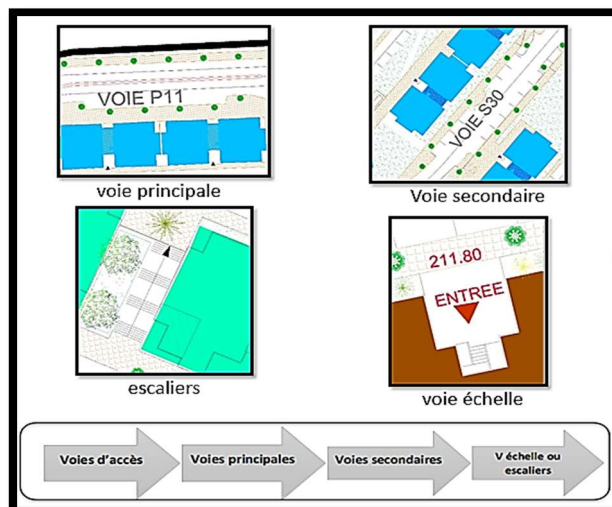 VOIE P11
VOIE S30
voie principale
Voie secondaire
211.80
ENTREE
escaliers
voie échelle
Voies d'accès
Voies principales
Voies secondaires
V échelle ou
escaliers